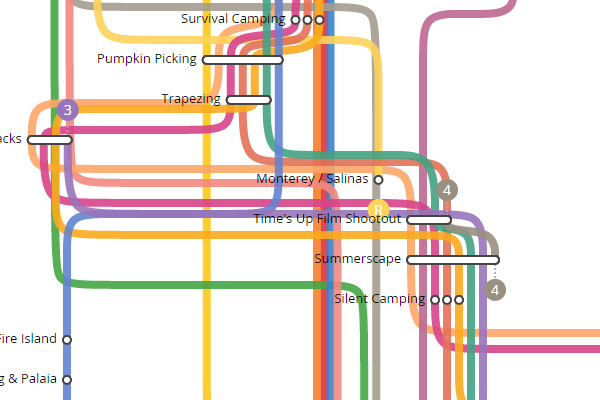 Survival Camping
Pumpkin Picking
Trapezing
3
acks
Monterey / Salinas
4
B
Time's Up Film Shootout
Summerscape
4
Silent Camping
Fire Island
g & Palaia